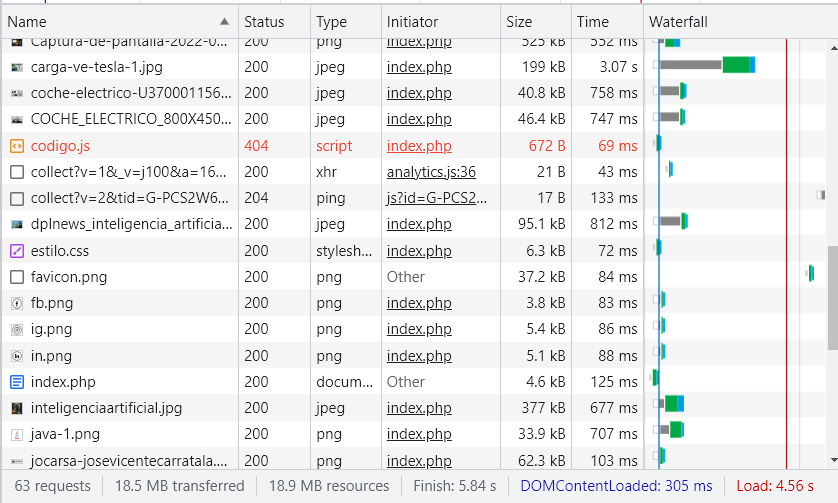 Name Status Type Initiator Size Time Waterfall
Captura-de-pantalla-2022-0... 200 png index.php 525 kB 552 ms
carga-ve-tesla-1.jpg 200 jpeg index.php 199 kB 3.07 s
coche-electrico-U370001156... 200 jpeg index.php 40.8 kB 758 ms
COCHE_ELECTRICO_800X450... 200 jpeg index.php 46.4 kB 747 ms
codigo.js 404 script index.php 672 B 69 ms
collect?v=1&_v=j100&a=16... 200 xhr analytics.js:36 21 B 43 ms
collect?v=2&tid=G-PCS2W6... 204 ping js?id=G-PCS2... 17 B 133 ms
dplnews_inteligencia_artificia... 200 jpeg index.php 95.1 kB 812 ms
estilo.css 200 stylesh... index.php 6.3 kB 72 ms
favicon.png 200 png Other 37.2 kB 84 ms
fb.png 200 png index.php 3.8 kB 83 ms
ig.png 200 png index.php 5.4 kB 86 ms
in.png 200 png index.php 5.1 kB 88 ms
index.php 200 docum... Other 4.6 kB 125 ms
inteligenciaartificial.jpg 200 jpeg index.php 377 kB 677 ms
java-1.png 200 png index.php 33.9 kB 707 ms
jocarsa-josevicentecarratala.... 200 png index.php 62.3 kB 103 ms
63 requests 18.5 MB transferred 18.9 MB resources Finish: 5.84 s DOMContentLoaded: 305 ms Load: 4.56 s